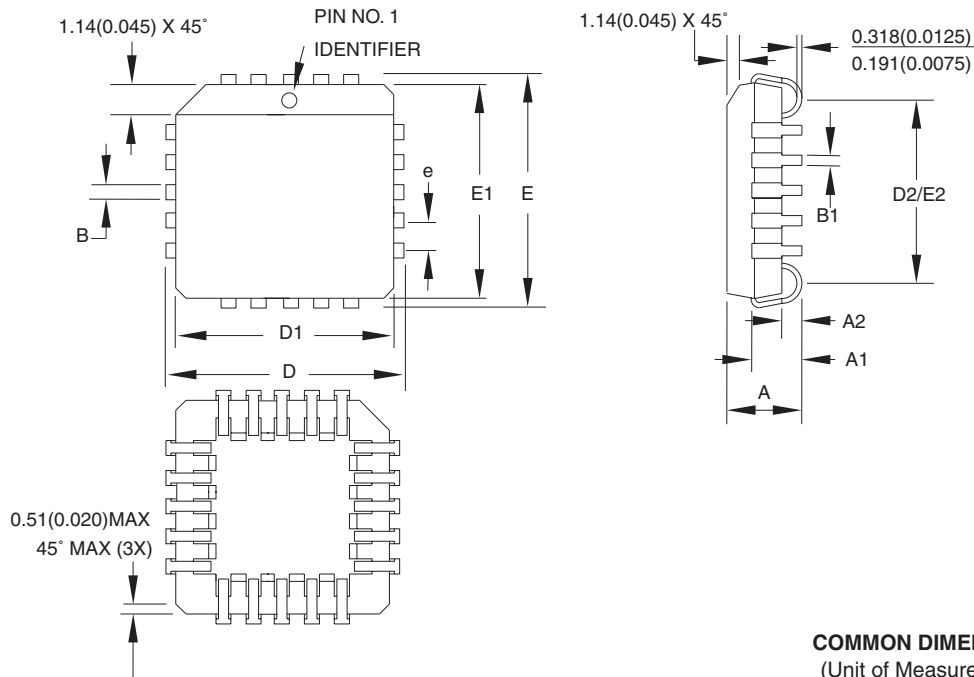 1.14(0.045) X 45˚
PIN NO. 1
IDENTIFIER
1.14(0.045) X 45˚
0.318(0.0125)
0.191(0.0075)
e
E1
E
B
D2/E2
B1
D1
D
A2
A1
A
0.51(0.020)MAX
45˚ MAX (3X)
COMMON DIME
(Unit of Measure